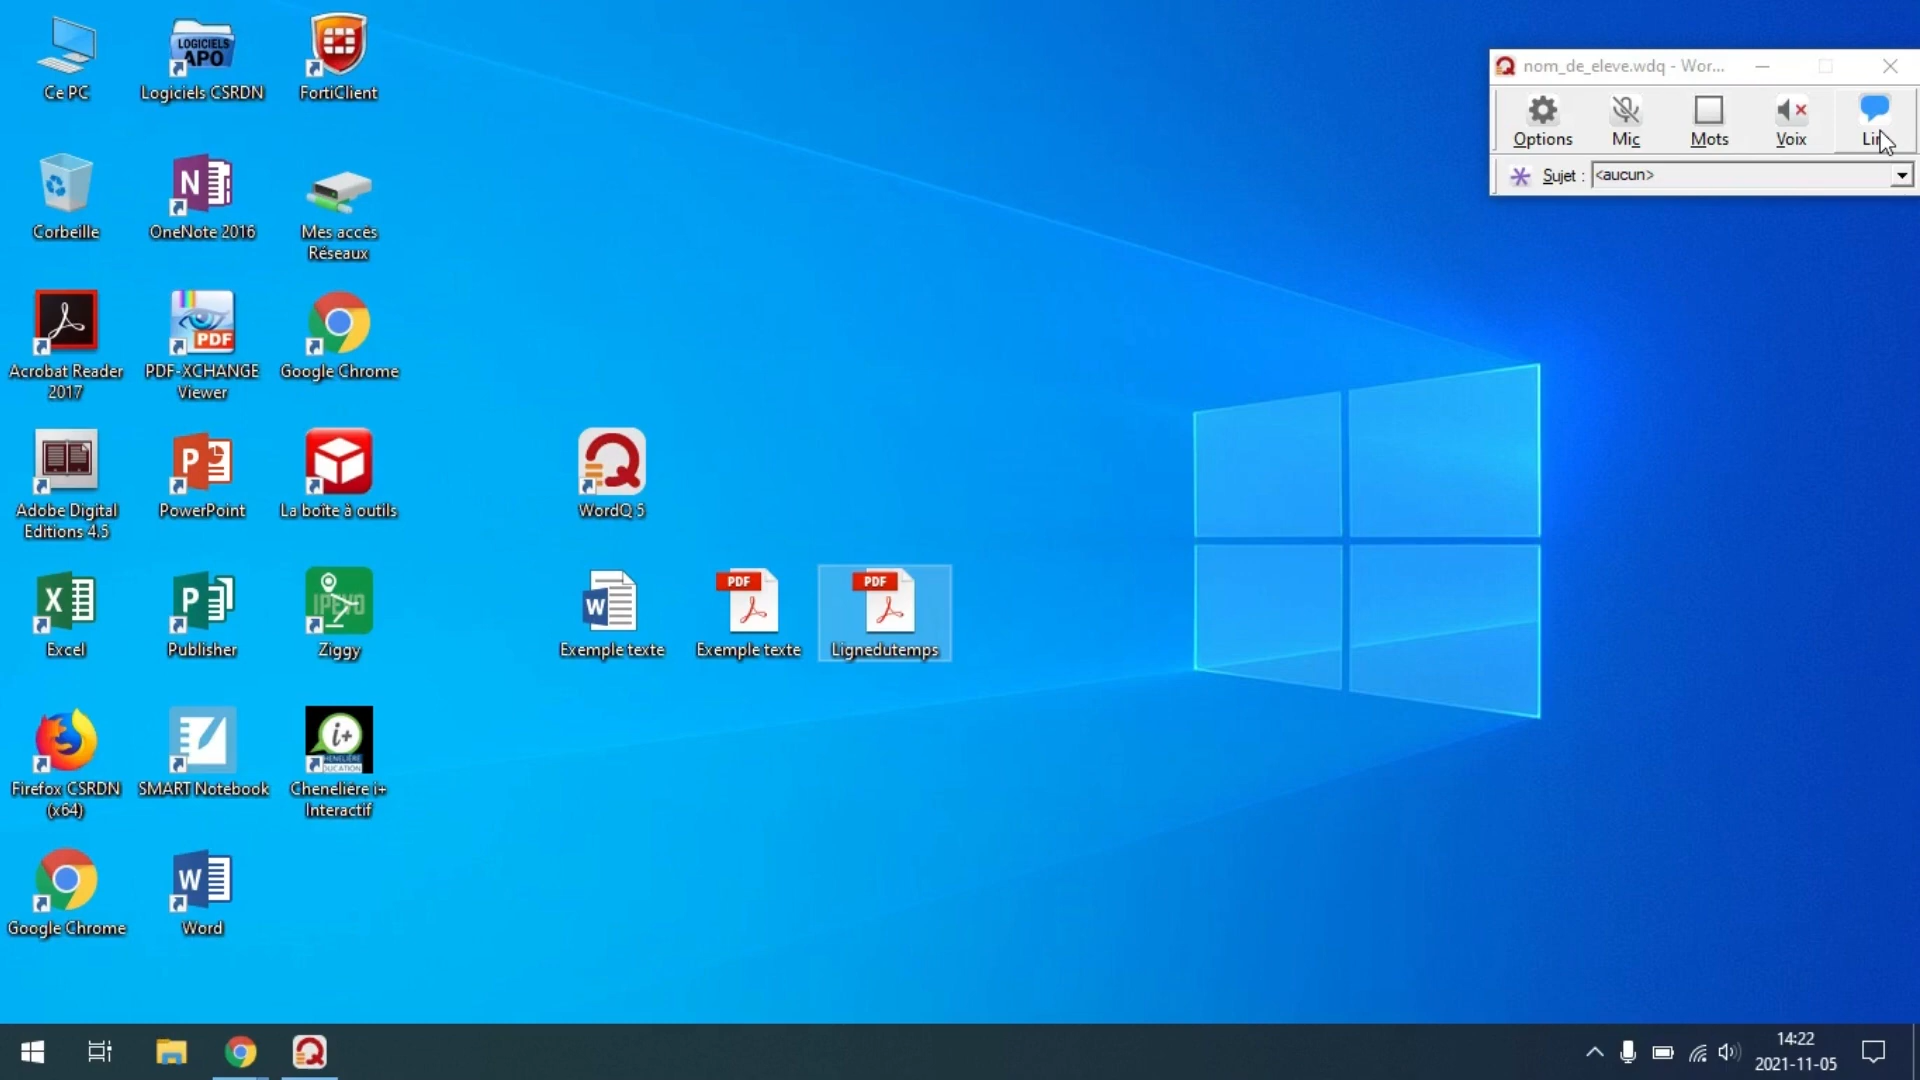 Ce PC
Logiciels CSRDN
FortiClient
LOGICIELS
APO
nom_de_eleve.wdq - Wor...
Options
Mic
Mots
Voix
Sujet :
<aucun>
Corbeille
OneNote 2016
Mes accès
Réseaux
Acrobat Reader
2017
PDF
PDF-XCHANGE
Viewer
Google Chrome
Adobe Digital
Editions 4.5
PowerPoint
La boîte à outils
WordQ 5
Excel
Publisher
IPEVO
Ziggy
Exemple texte
PDF
Exemple texte
PDF
Lignedutemps
Firefox CSRDN
(x64)
SMART Notebook
Chenelière i+
Interactif
Google Chrome
Word
14:22
2021-11-05